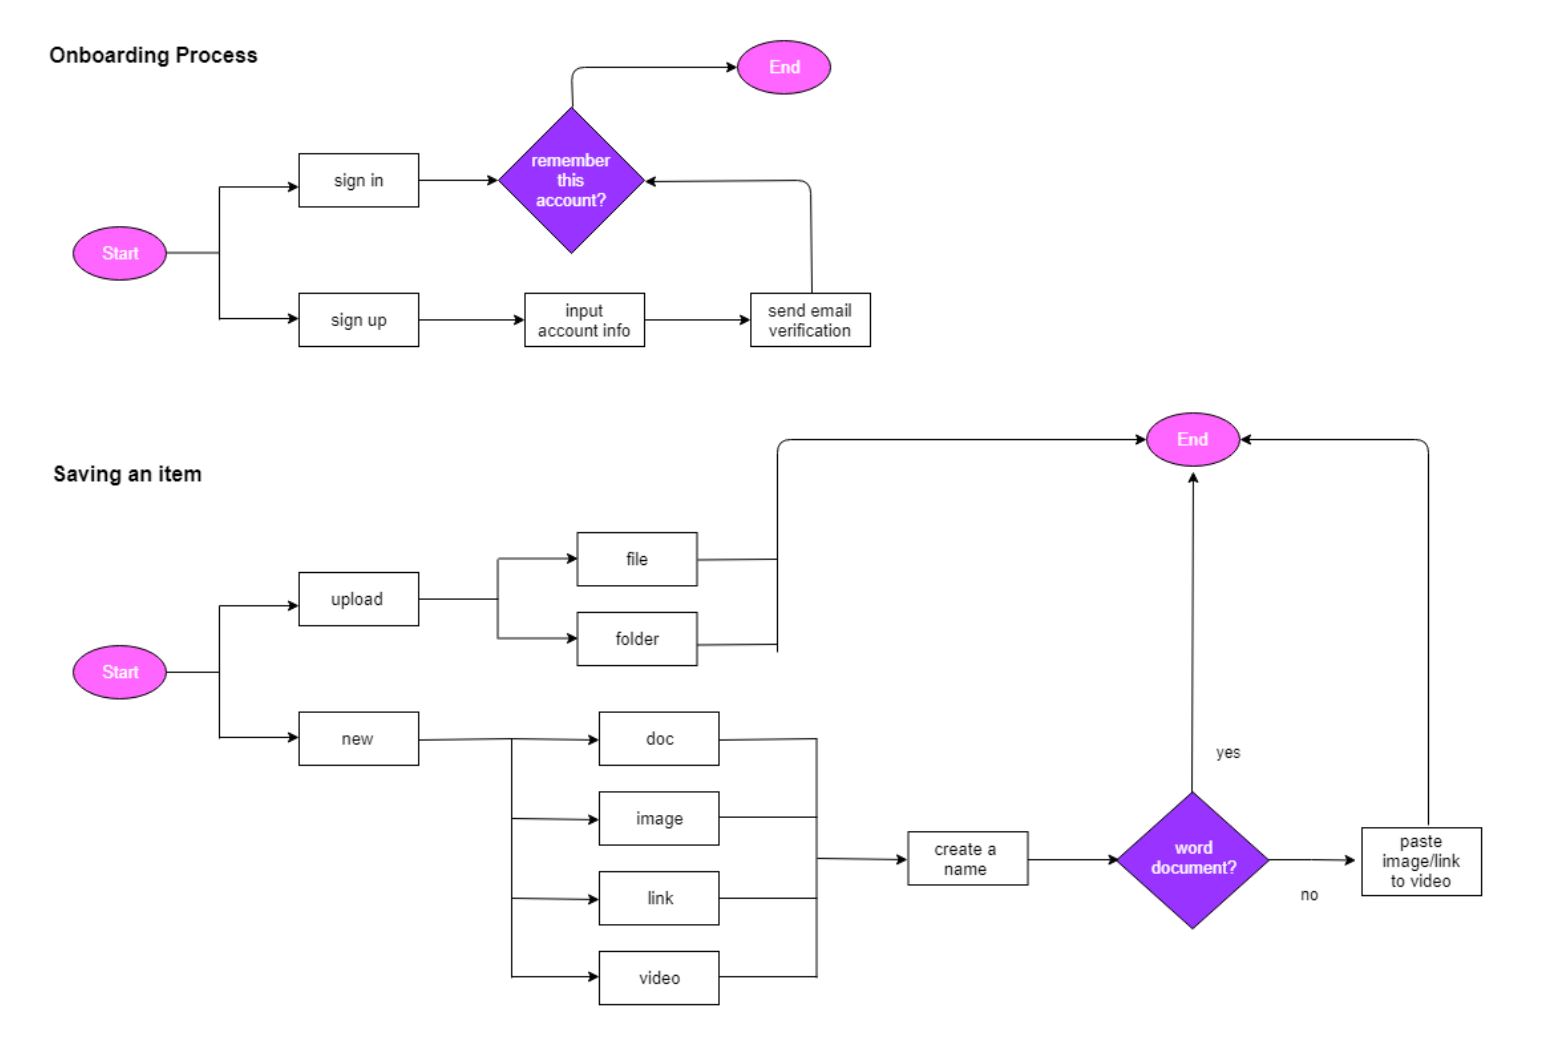 Onboarding Process
End
remember
this
account?
sign in
Start
sign up
input
account info
send email
verification
Saving an item
End
file
upload
folder
Start
new
doc
image
link
video
create a
name
word
document?
yes
no
paste
image/link
to video